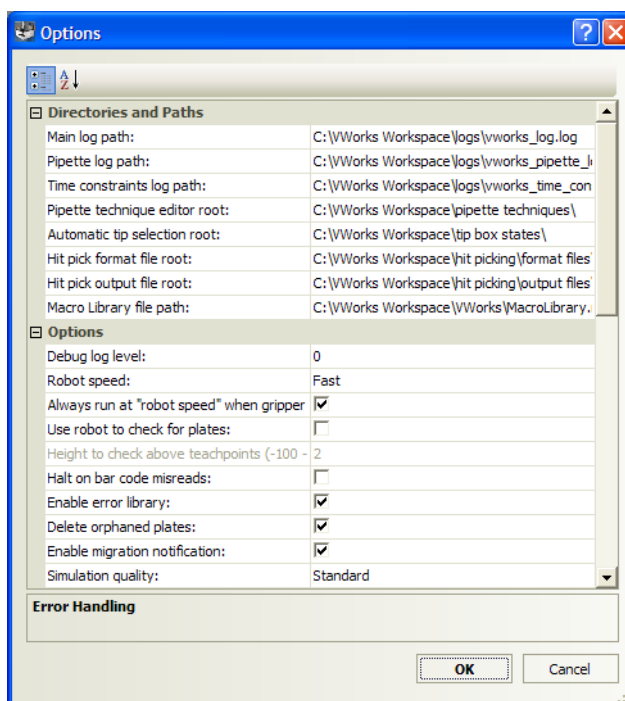 Options
Directories and Paths
Main log path: C:\VWorks Workspace\logs\vworks_log.log
Pipette log path: C:\VWorks Workspace\logs\vworks_pipette_l
Time constraints log path: C:\VWorks Workspace\logs\vworks_time_con
Pipette technique editor root: C:\VWorks Workspace\pipette techniques\
Automatic tip selection root: C:\VWorks Workspace\tip box states\
Hit pick format file root: C:\VWorks Workspace\hit picking\format files\
Hit pick output file root: C:\VWorks Workspace\hit picking\output files\
Macro Library file path: C:\VWorks Workspace\VWorks\MacroLibrary.
Options
Debug log level: 0
Robot speed: Fast
Always run at "robot speed" when gripper
Use robot to check for plates:
Height to check above teachpoints (-100 - 2
Halt on bar code misreads:
Enable error library:
Delete orphaned plates:
Enable migration notification:
Simulation quality: Standard
Error Handling
OK Cancel